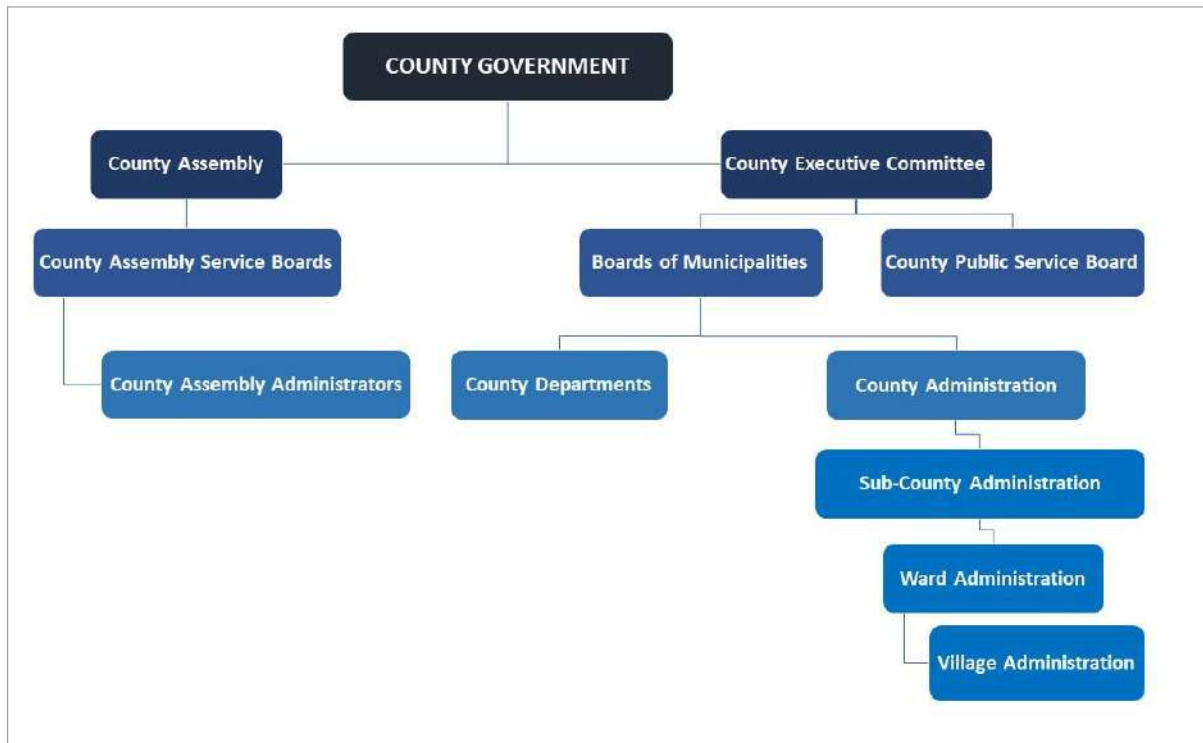 COUNTY GOVERNMENT
County Assembly
County Executive Committee
County Assembly Service Boards
Boards of Municipalities
County Public Service Board
County Assembly Administrators
County Departments
County Administration
Sub-County Administration
Ward Administration
Village Administration